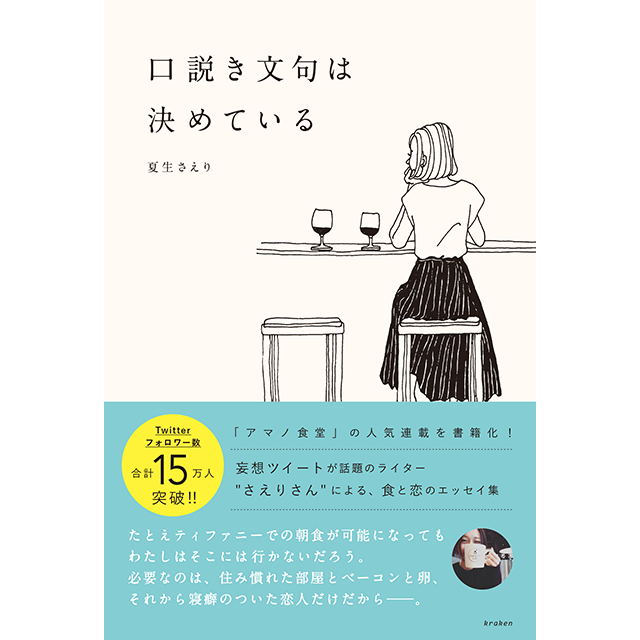 口説き文句は
決めている
夏生さえり
Twitter
フォロワー数
合計15万人
突破!!
「アマノ食堂」の人気連載を書籍化!
妄想ツイートが話題のライター
"さえりさん"による、食と恋のエッセイ集
たとえティファニーでの朝食が可能になっても
わたしはそこには行かないだろう。
必要なのは、住み慣れた部屋とベーコンと卵、
それから寝癖のついた恋人だけだから――。
kraken